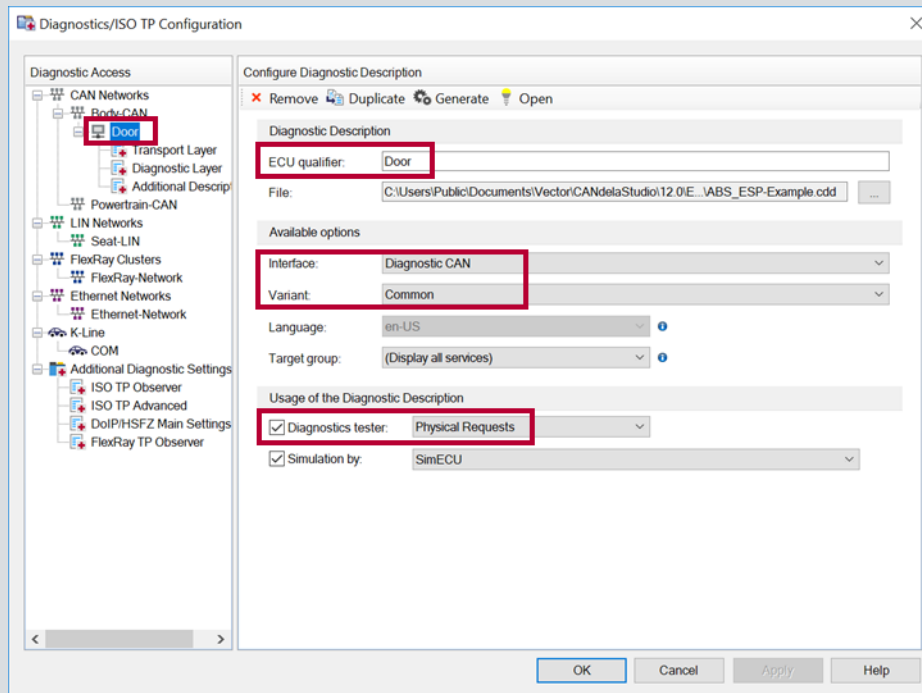 Diagnostics/ISO TP Configuration
Diagnostic Access
CAN Networks
Body-CAN
Door
Transport Layer
Diagnostic Layer
Additional Descrip
Powertrain-CAN
LIN Networks
Seat-LIN
FlexRay Clusters
FlexRay-Network
Ethernet Networks
Ethernet-Network
K-Line
COM
Additional Diagnostic Settings
ISO TP Observer
ISO TP Advanced
DoIP/HSFZ Main Settings
FlexRay TP Observer
Configure Diagnostic Description
Remove Duplicate Generate Open
Diagnostic Description
ECU qualifier: Door
File: C:\Users\Public\Documents\Vector\CANdelaStudio\12.0\E...\ABS_ESP-Example.cdd ...
Available options
Interface: Diagnostic CAN
Variant: Common
Language: en-US
Target group: (Display all services)
Usage of the Diagnostic Description
Diagnostics tester: Physical Requests
Simulation by: SimECU
OK Cancel Apply Help